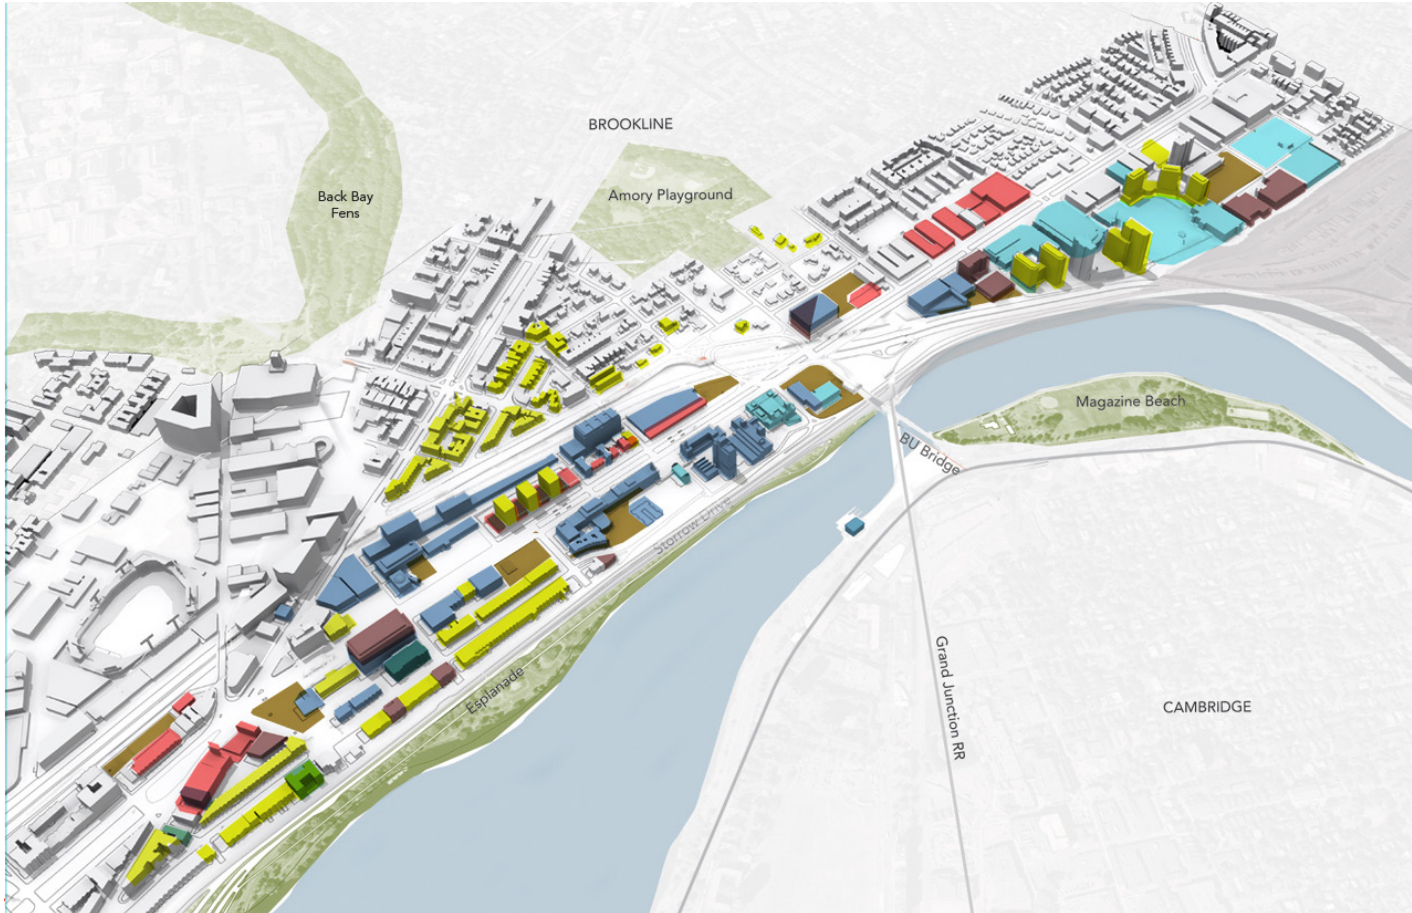 BROOKLINE
Back Bay
Fens
Amory Playground
Magazine Beach
BU Bridge
Storrow Drive
Grand Junction RR
Esplanade
CAMBRIDGE